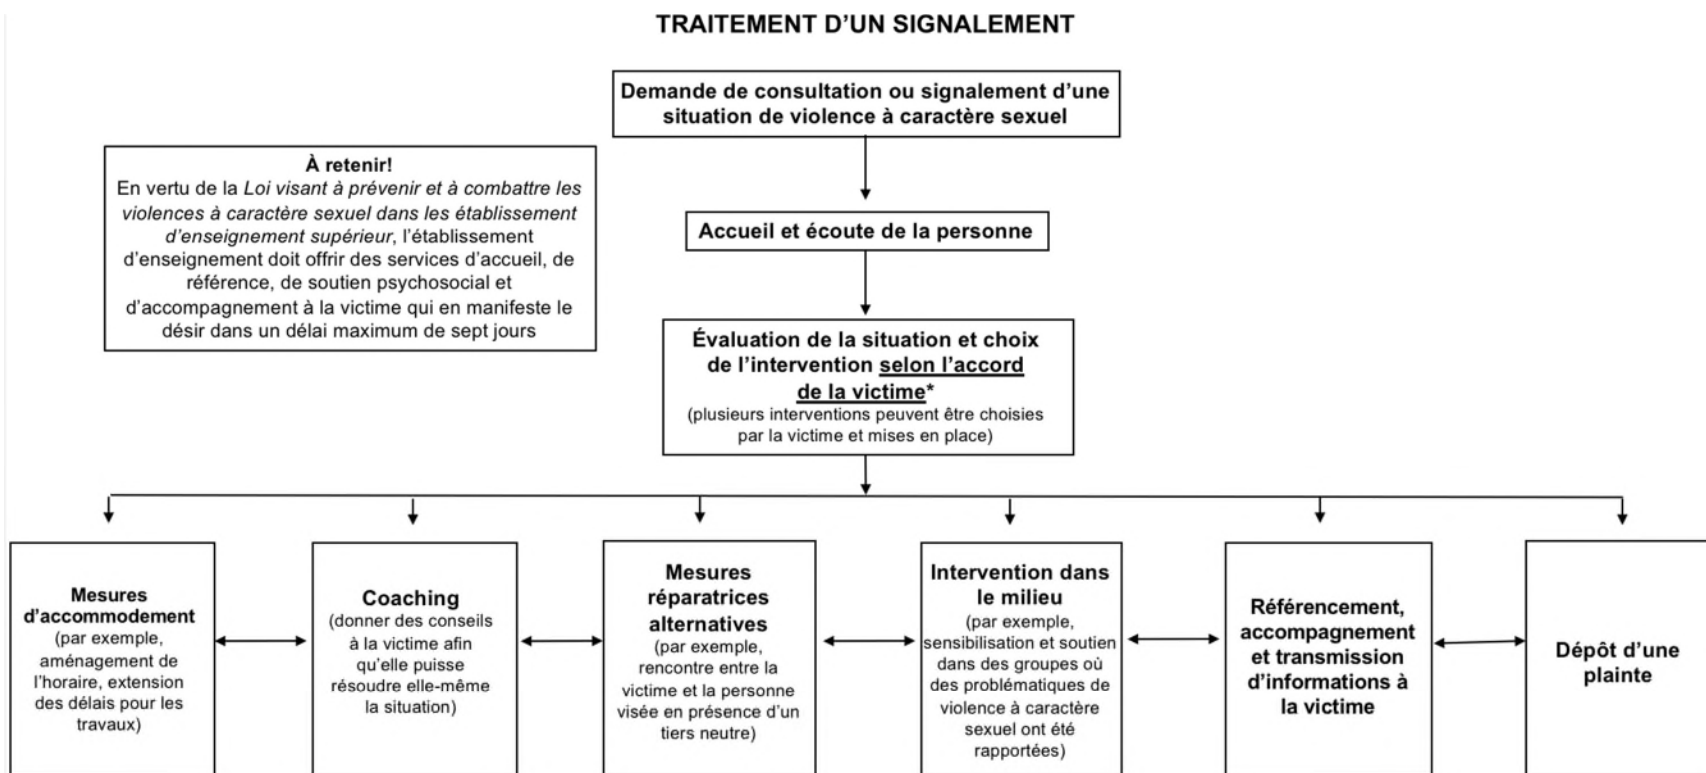 TRAITEMENT D'UN SIGNALEMENT
Demande de consultation ou signalement d'une
situation de violence à caractère sexuel
À retenir!
En vertu de la Loi visant à prévenir et à combattre les
violences à caractère sexuel dans les établissement
d'enseignement supérieur, l'établissement
d'enseignement doit offrir des services d'accueil, de
référence, de soutien psychosocial et
d'accompagnement à la victime qui en manifeste le
désir dans un délai maximum de sept jours
Accueil et écoute de la personne
Évaluation de la situation et choix
de l'intervention selon l'accord
de la victime*
(plusieurs interventions peuvent être choisies
par la victime et mises en place)
Mesures
d'accommodement
(par exemple,
aménagement de
l'horaire, extension
des délais pour les
travaux)
Coaching
(donner des conseils
à la victime afin
qu'elle puisse
résoudre elle-même
la situation)
Mesures
réparatrices
alternatives
(par exemple,
rencontre entre la
victime et la personne
visée en présence d'un
tiers neutre)
Intervention dans
le milieu
(par exemple,
sensibilisation et soutien
dans des groupes où
des problématiques de
violence à caractère
sexuel ont été
rapportées)
Référencement,
accompagnement
et transmission
d'informations à
la victime
Dépôt d'une
plainte